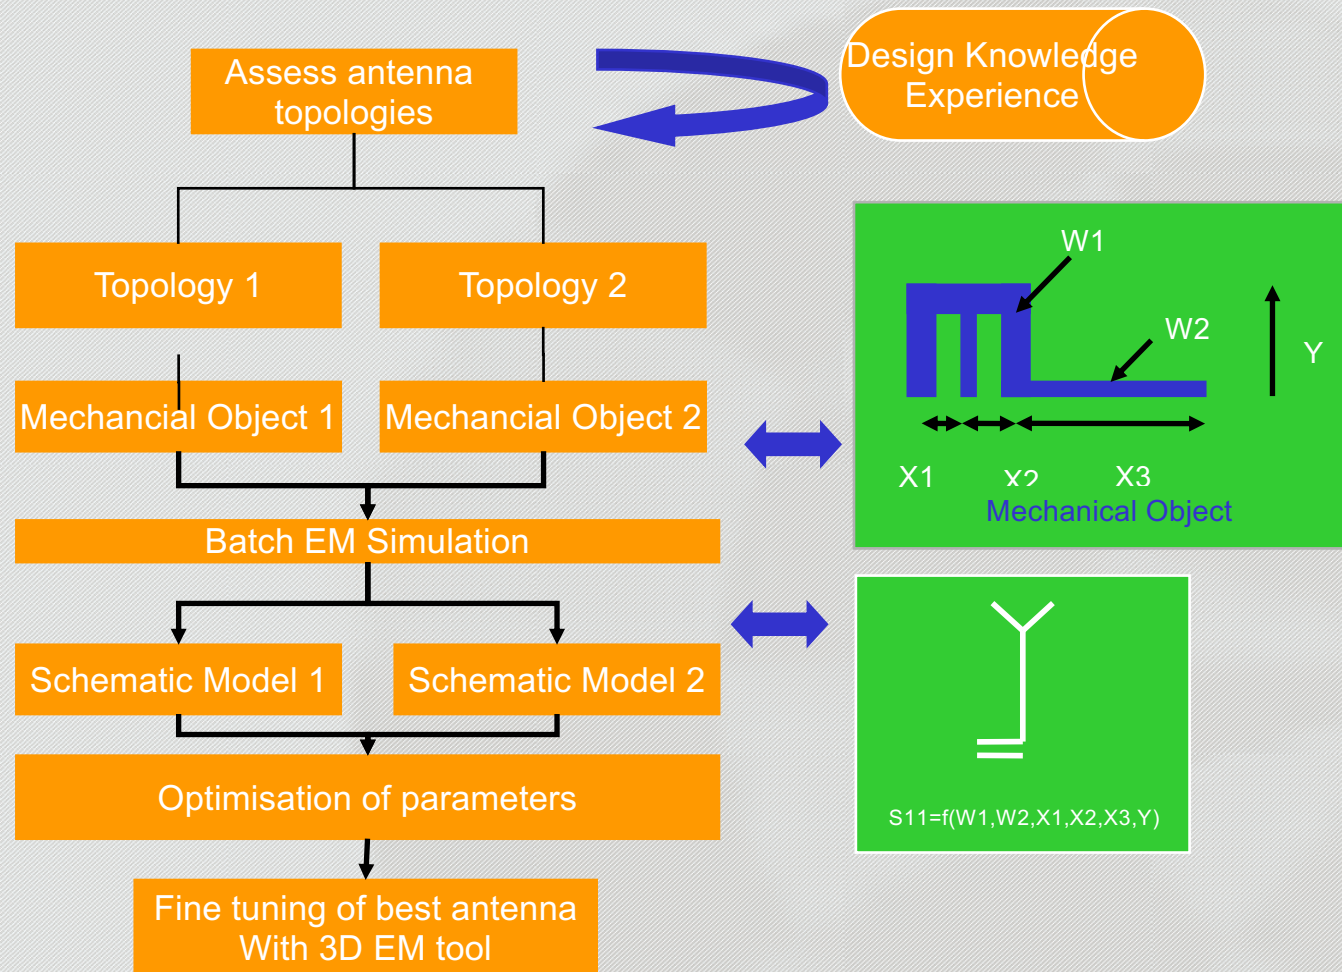 Assess antenna
topologies
Design Knowledge
Experience
Topology 1
Topology 2
Mechancial Object 1
Mechancial Object 2
W1
W2
Y
X1
X2
X3
Mechanical Object
Batch EM Simulation
Schematic Model 1
Schematic Model 2
S11=f(W1,W2,X1,X2,X3,Y)
Optimisation of parameters
Fine tuning of best antenna
With 3D EM tool